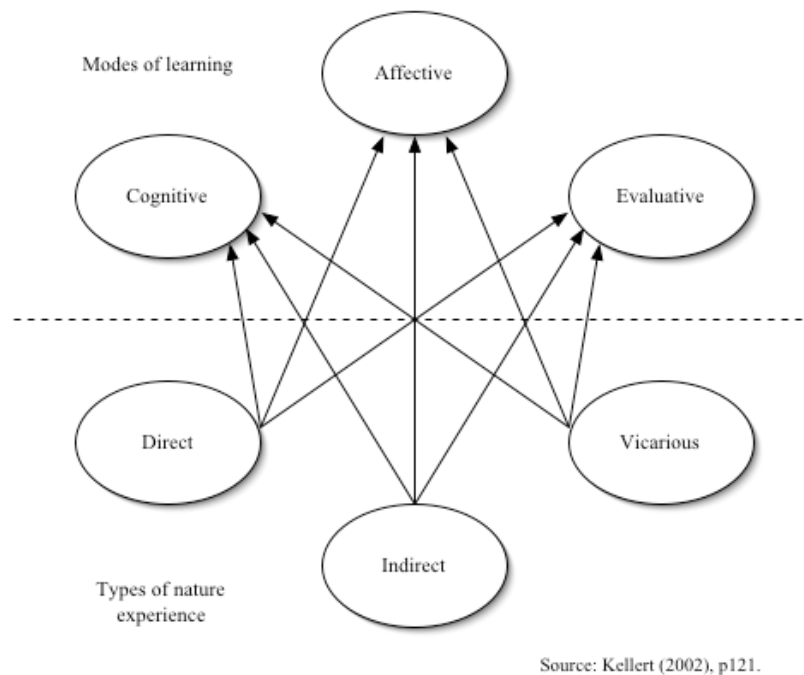 Modes of learning
Affective
Cognitive
Evaluative
Direct
Vicarious
Indirect
Types of nature
experience
Source: Kellert (2002), p121.